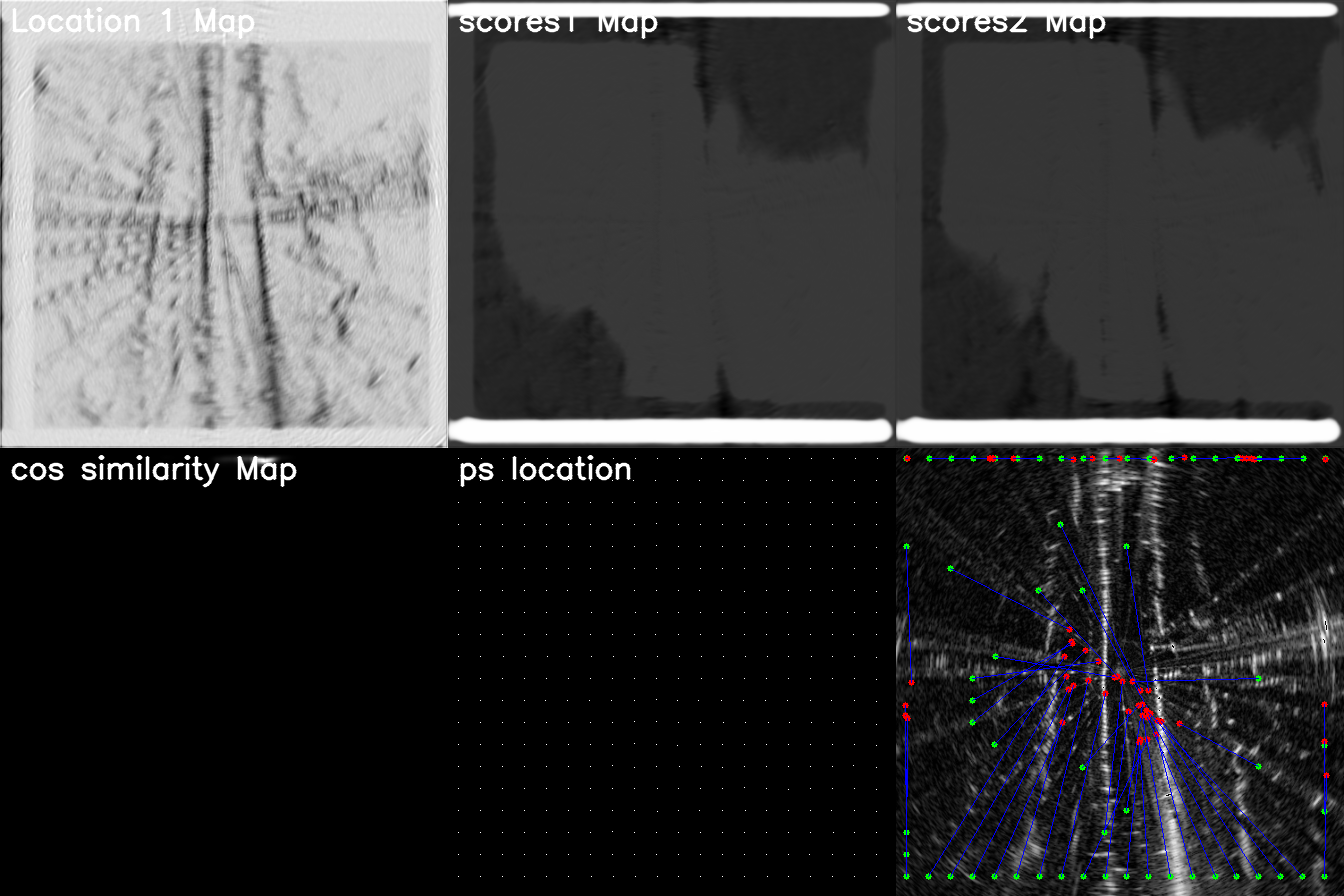 Location 1 Map
scores1 Map
scores2 Map
cos similarity Map
ps location